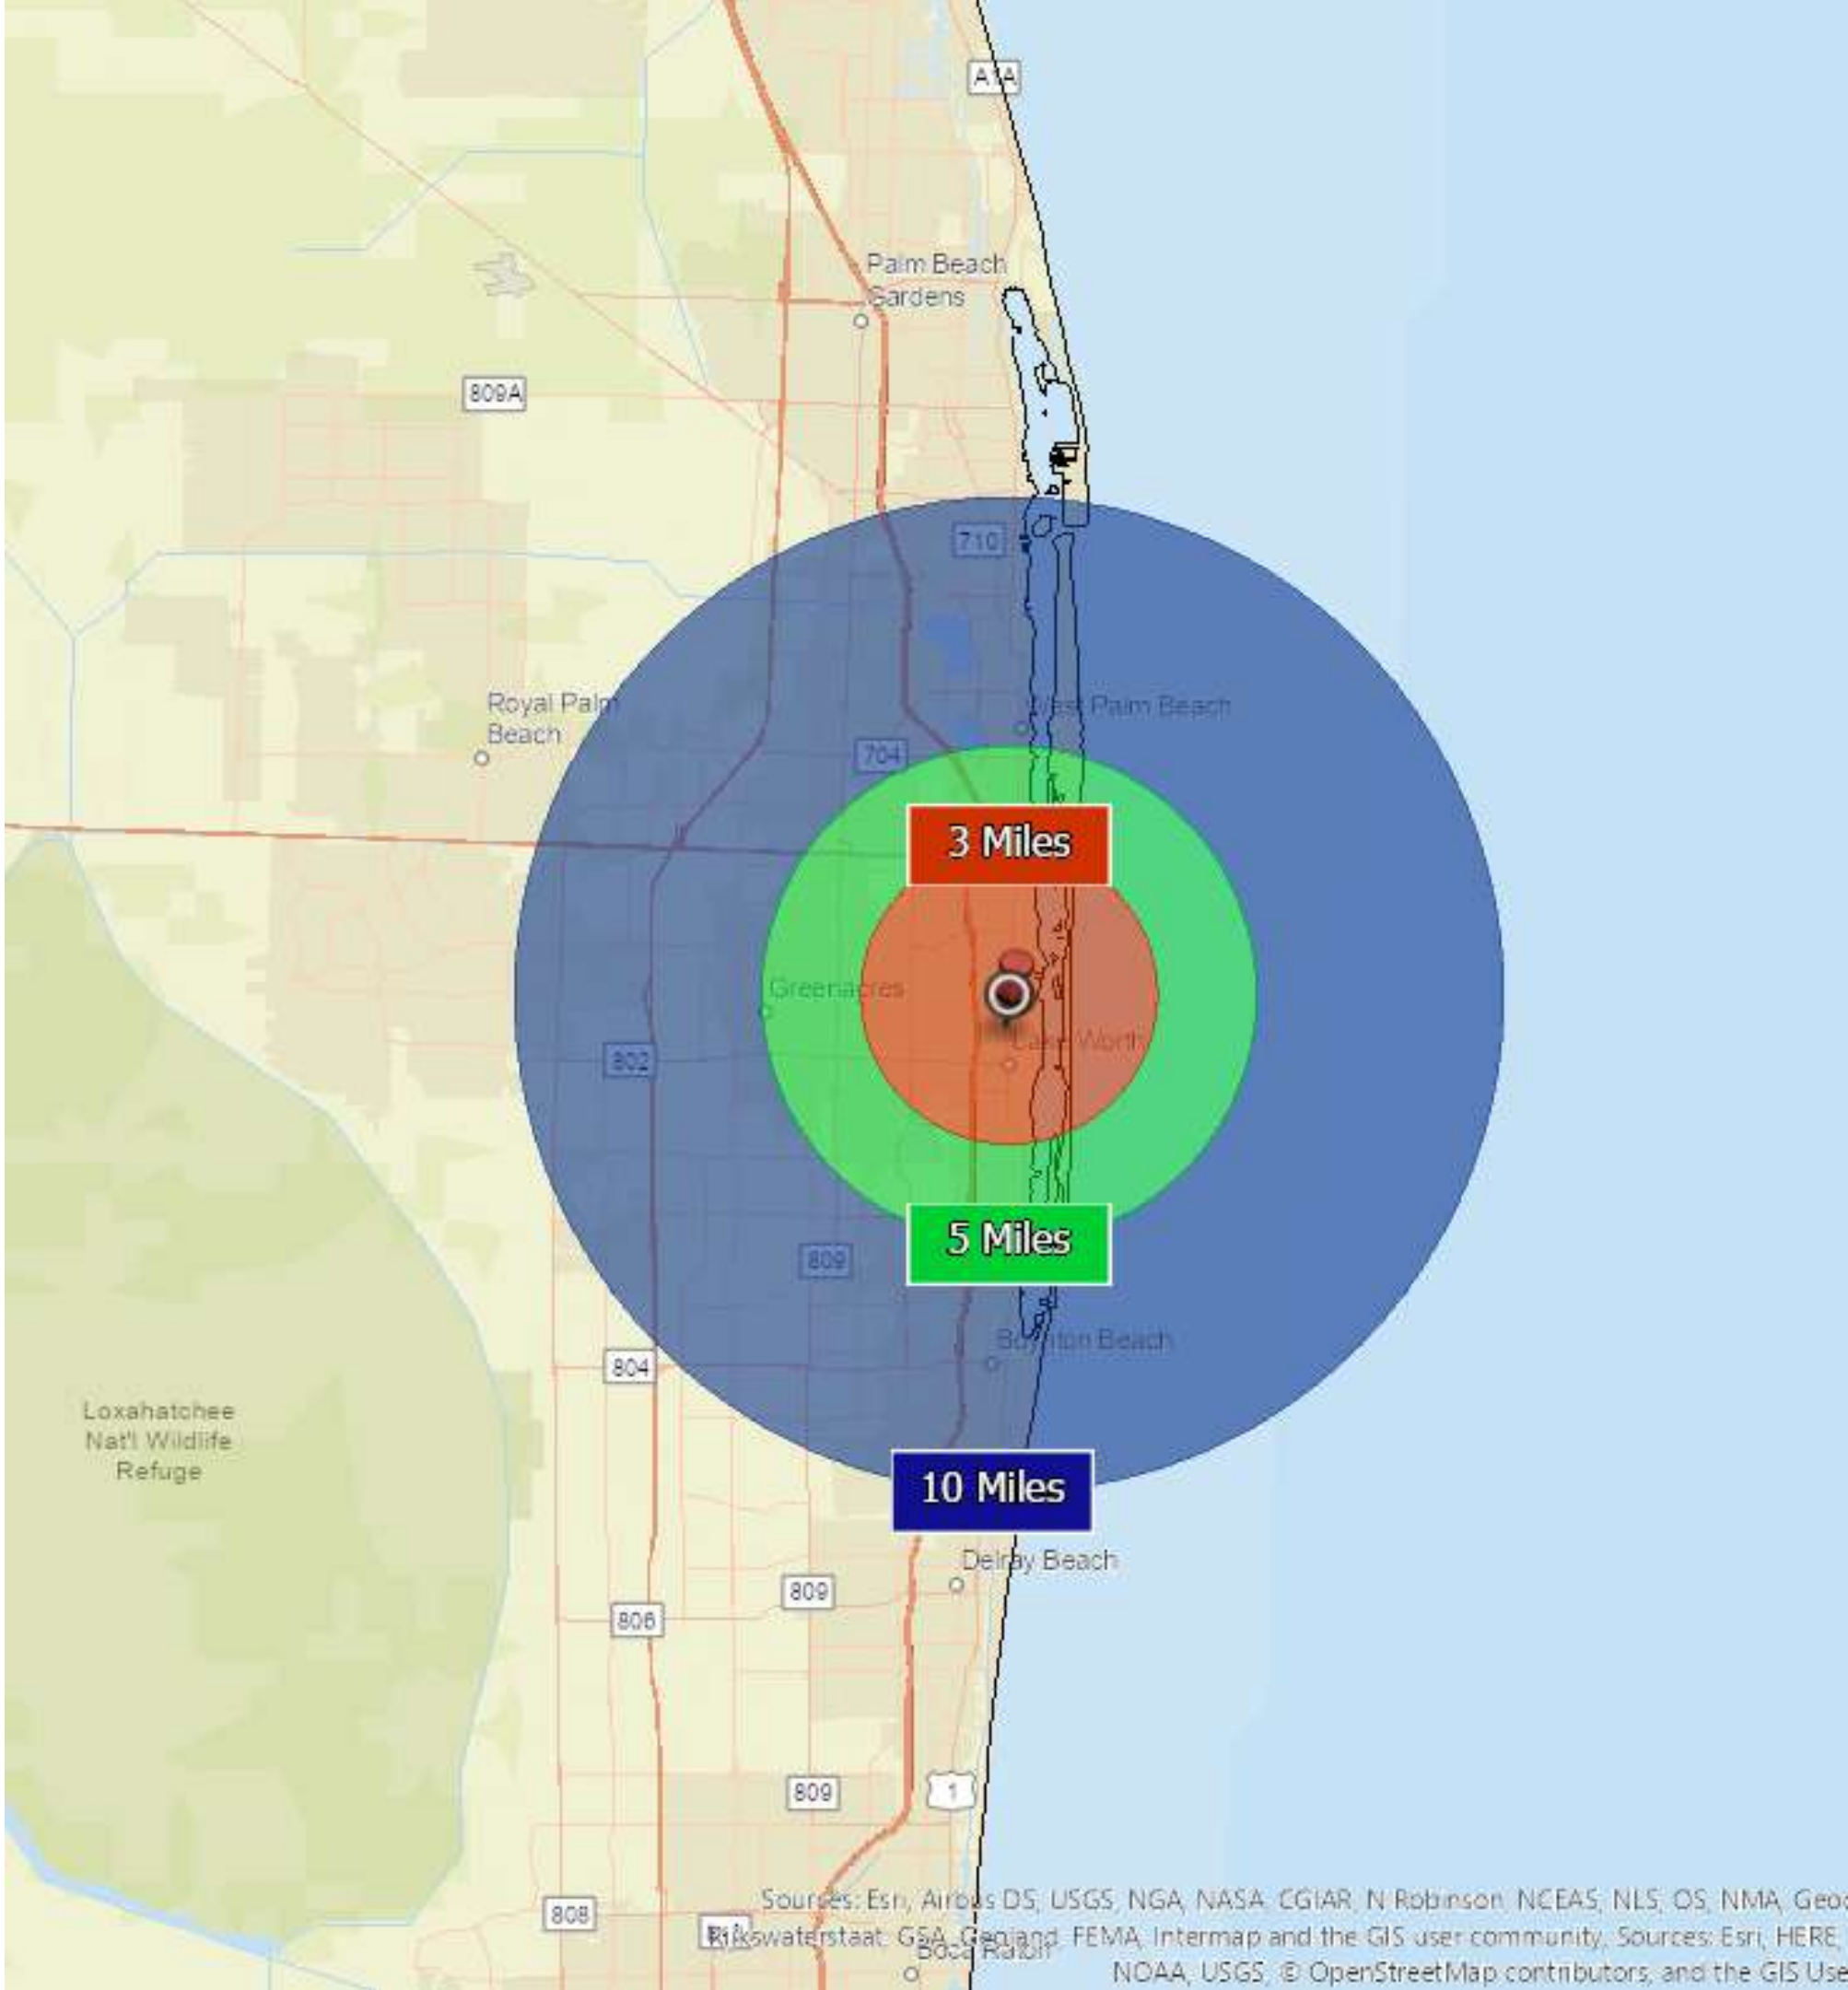 A1A
Palm Beach
Gardens
809A
710
Royal Palm
Beach
West Palm Beach
704
3 Miles
Greenacres
Lake Worth
802
5 Miles
809
Boynton Beach
804
Loxahatchee
Nat'l Wildlife
Refuge
10 Miles
Delray Beach
809
806
809
1
808
Sources: Esri, Airbus DS, USGS, NGA, NASA, CGIAR, N Robinson, NCEAS, NLS, OS, NMA, Geod
Rijkswaterstaat, GSA, Geoland, FEMA, Intermap and the GIS user community, Sources: Esri, HERE,
Boca Raton
NOAA, USGS, © OpenStreetMap contributors, and the GIS Use